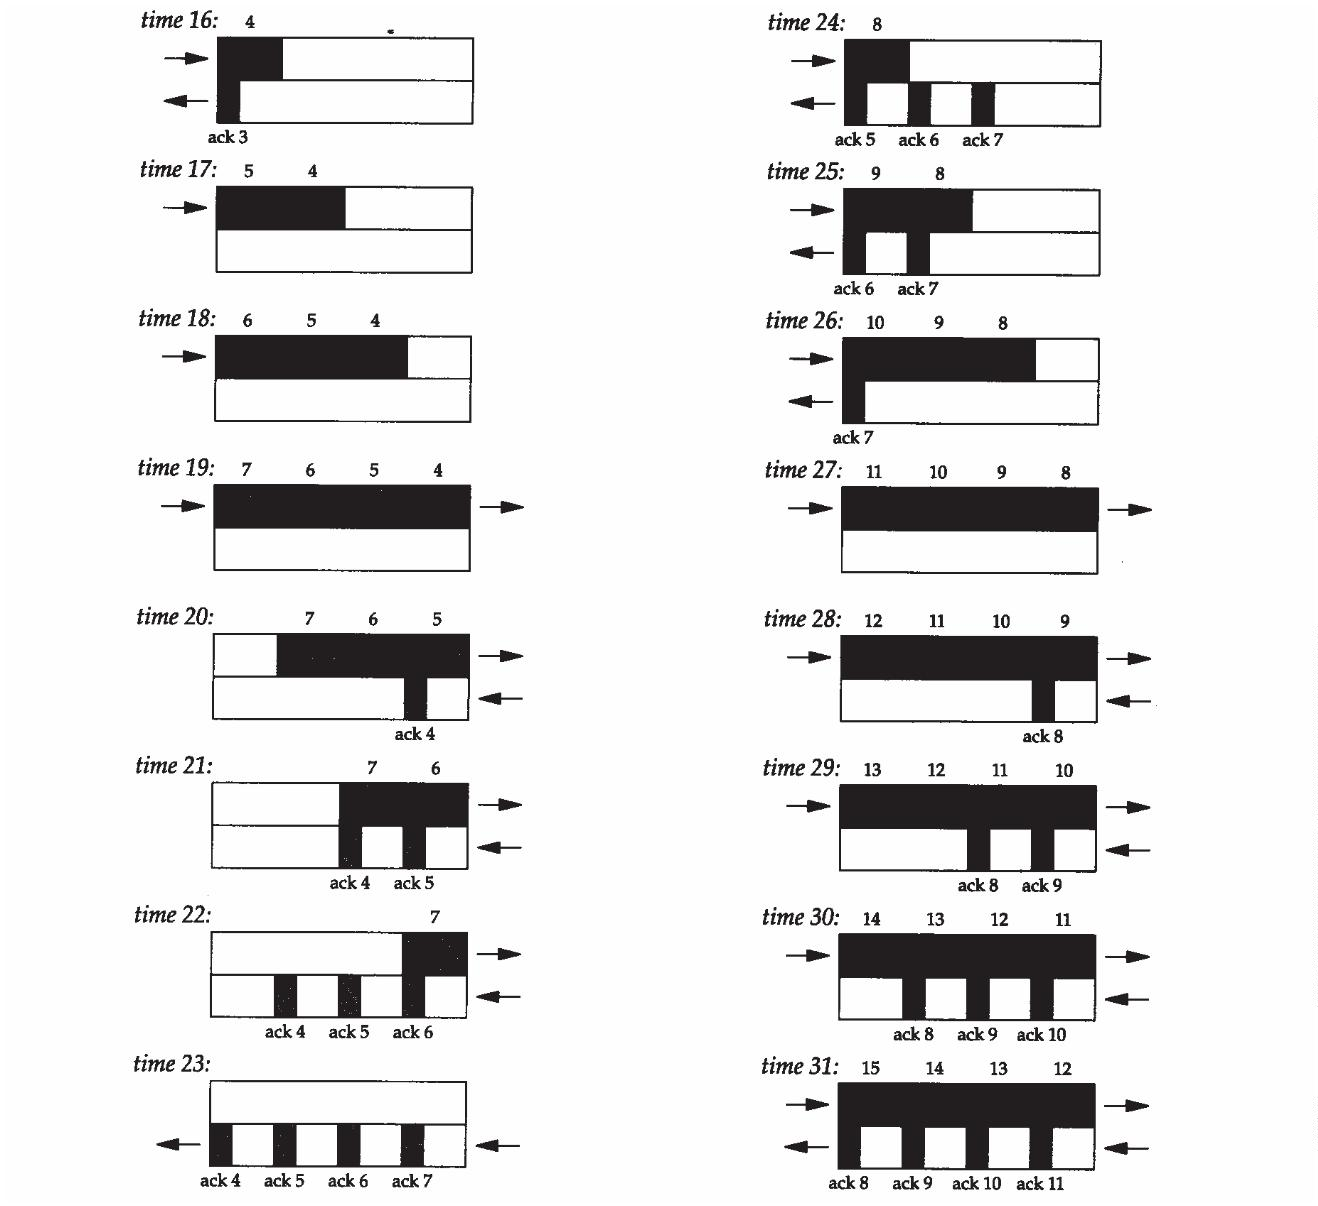 time 16: 4
ack 3
time 17: 5 4
time 18: 6 5 4
time 19: 7 6 5 4
time 20: 7 6 5
ack 4
time 21: 7 6
ack 4 ack 5
time 22: 7
ack 4 ack 5 ack 6
time 23:
ack 4 ack 5 ack 6 ack 7
time 24: 8
ack 5 ack 6 ack 7
time 25: 9 8
ack 6 ack 7
time 26: 10 9 8
ack 7
time 27: 11 10 9 8
time 28: 12 11 10 9
ack 8
time 29: 13 12 11 10
ack 8 ack 9
time 30: 14 13 12 11
ack 8 ack 9 ack 10
time 31: 15 14 13 12
ack 8 ack 9 ack 10 ack 11